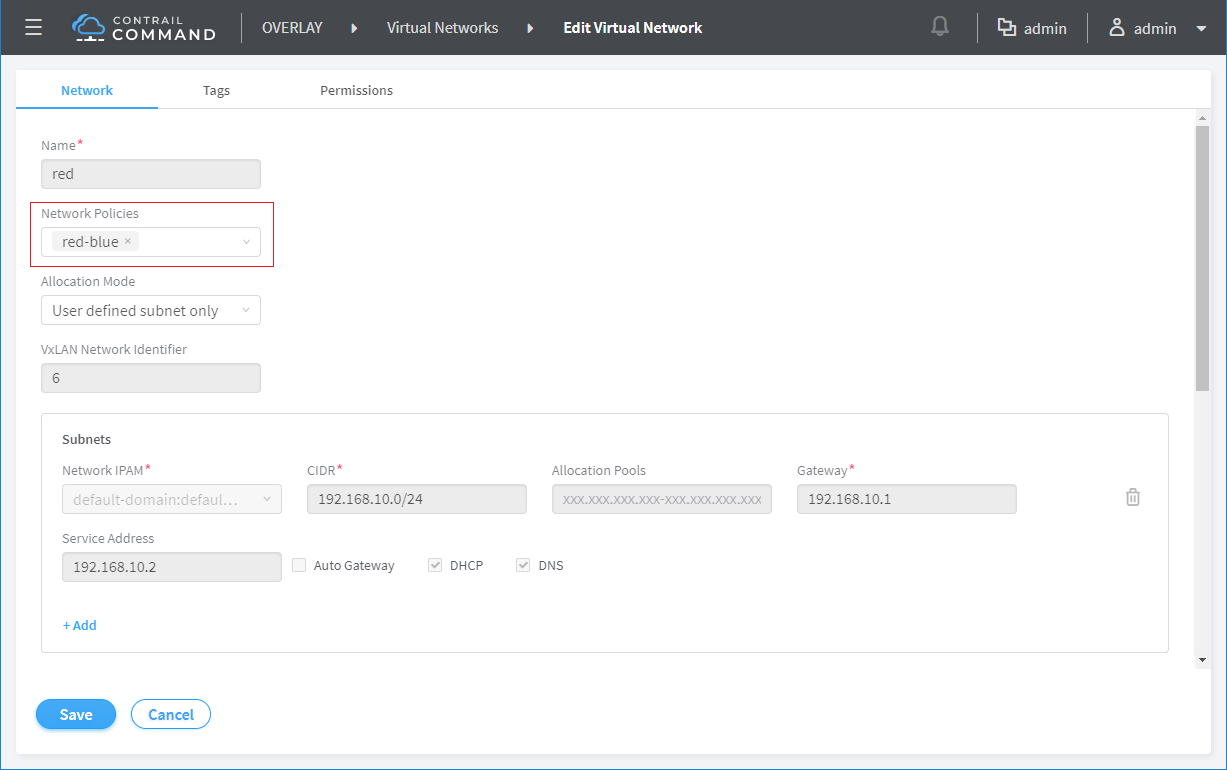 CONTRAIL
COMMAND
OVERLAY Virtual Networks Edit Virtual Network admin admin
Network Tags Permissions
Name*
red
Network Policies
red-blue ×
Allocation Mode
User defined subnet only
VxLAN Network Identifier
6
Subnets
Network IPAM* CIDR* Allocation Pools Gateway*
default-domain:defaul... 192.168.10.0/24 xxx.xxx.xxx.xxx-xxx.xxx.xxx.xxx 192.168.10.1
Service Address
192.168.10.2 Auto Gateway DHCP DNS
+ Add
Save Cancel